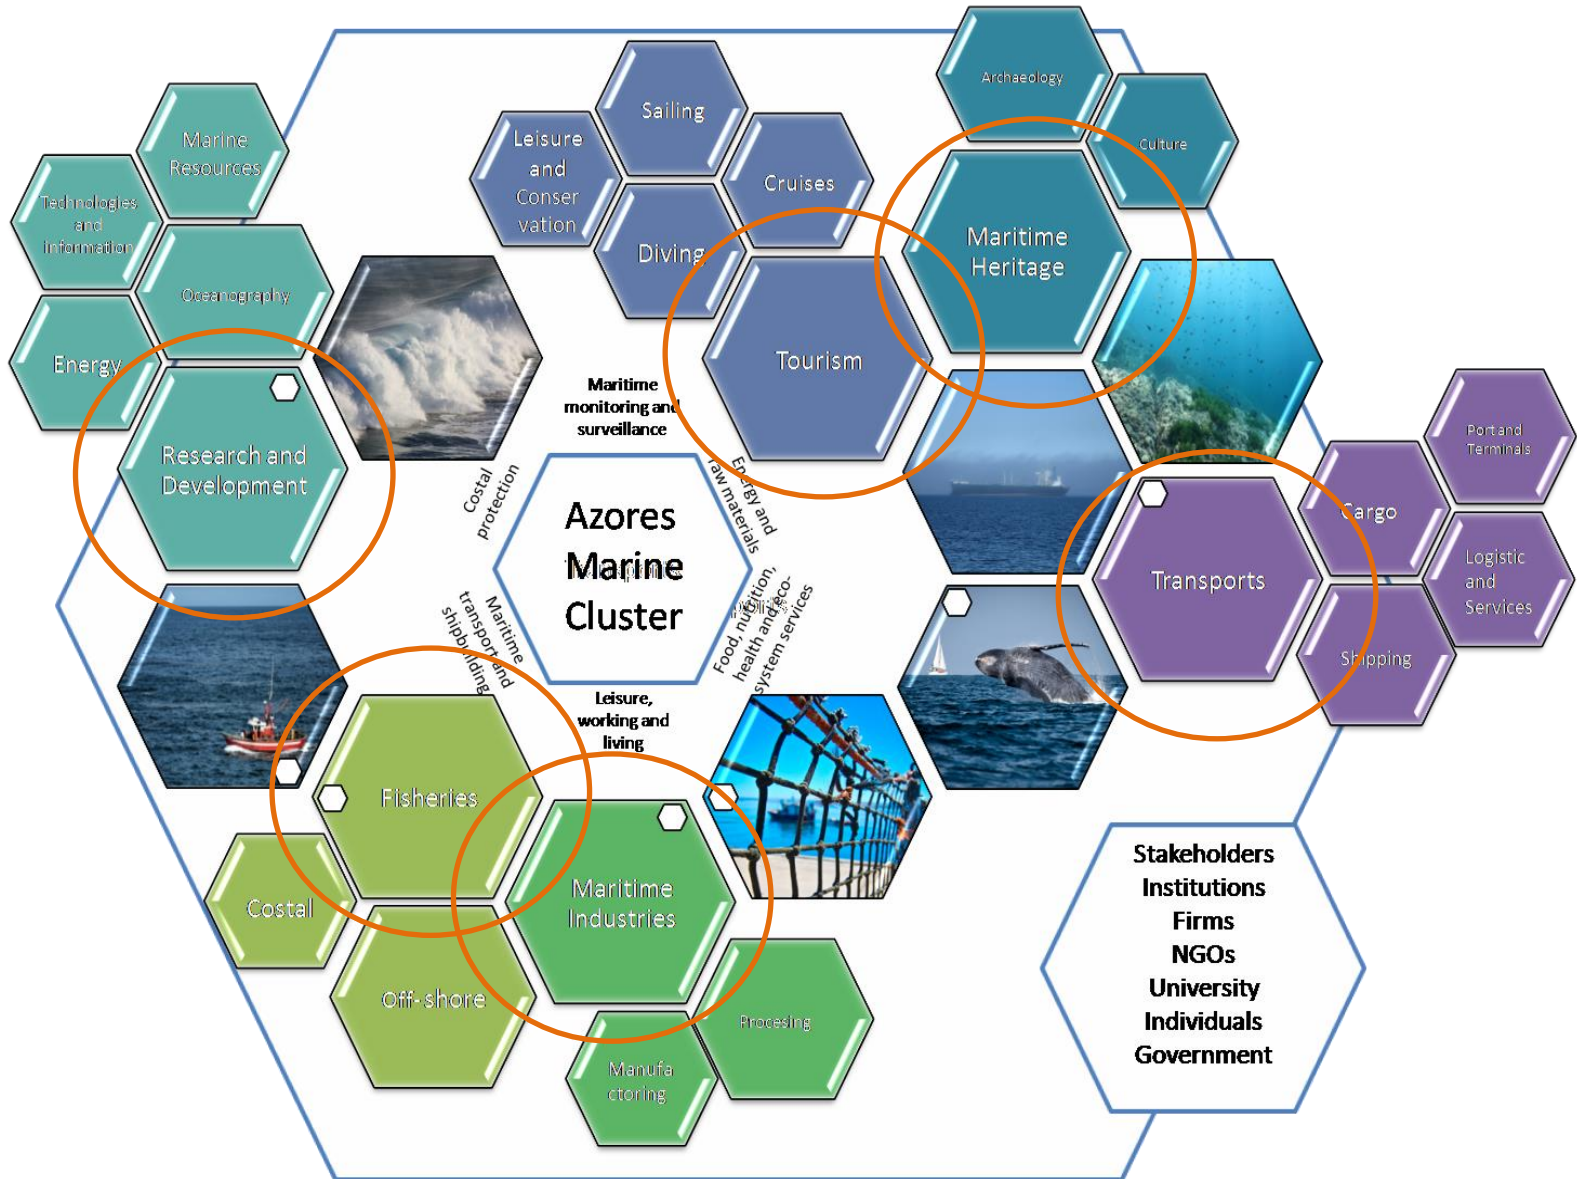 Archaeology
Culture
Maritime
Heritage
Sailing
Leisure
and
Conser
vation
Cruises
Diving
Tourism
Marine
Resources
Technologies
and
information
Oceanography
Energy
Research and
Development
Maritime
monitoring and
surveillance
Costal
protection
Energy and
raw materials
Azores
Marine
Cluster
Maritime
transport and
shipbuilding
Food, nutrition,
health and eco-
system services
Leisure,
working and
living
Port and
Terminals
Cargo
Logistic
and
Services
Transports
Shipping
Fisheries
Costall
Off-shore
Maritime
Industries
Procesing
Manufa
ctoring
Stakeholders
Institutions
Firms
NGOs
University
Individuals
Government